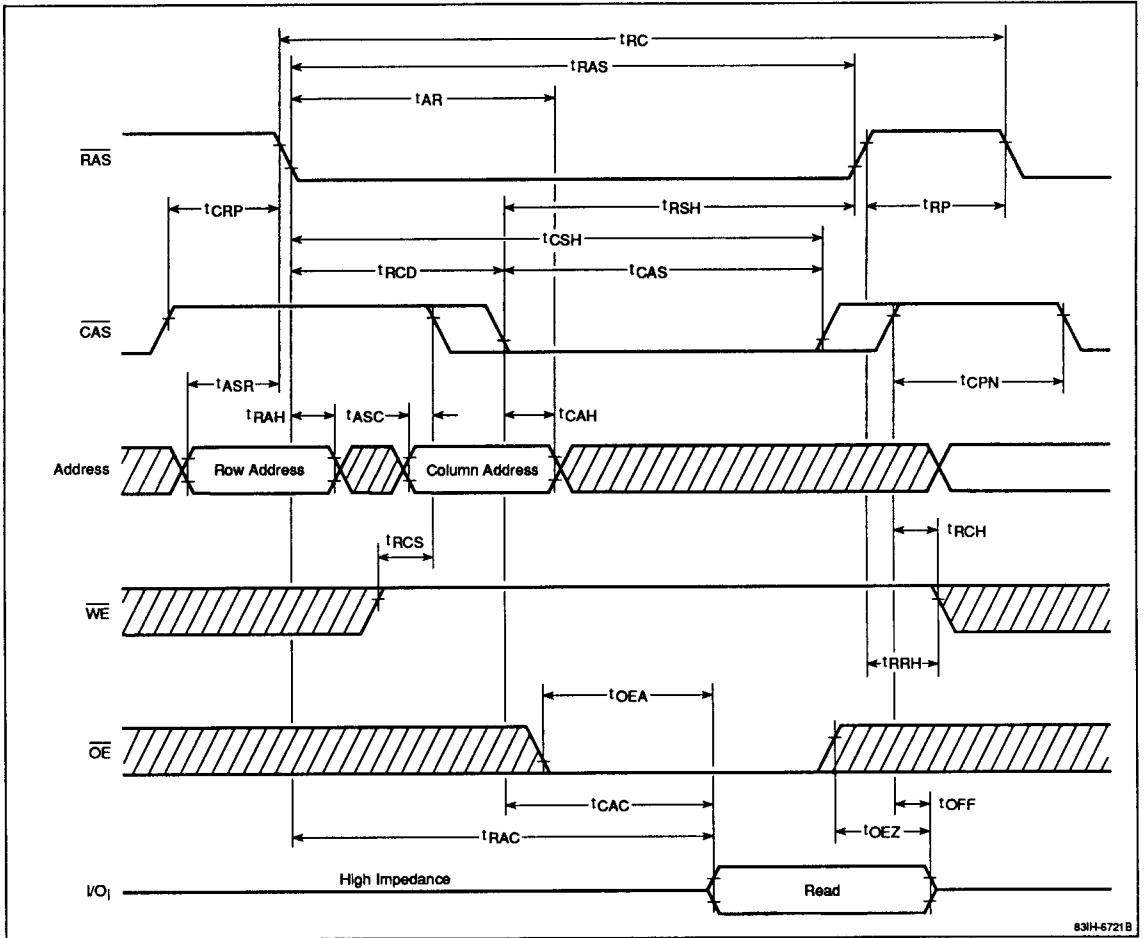 tRC
tRAS
tAR
RAS
tCRP
tRSH
tRP
tCSH
tRCD
tCAS
CAS
tASR
tCPN
tRAH
tASC
tCAH
Address
Row Address
Column Address
tRCS
tRCH
WE
tRRH
tOEA
OE
tCAC
tOFF
tRAC
tOEZ
High Impedance
I/Oi
Read
83IH-6721B